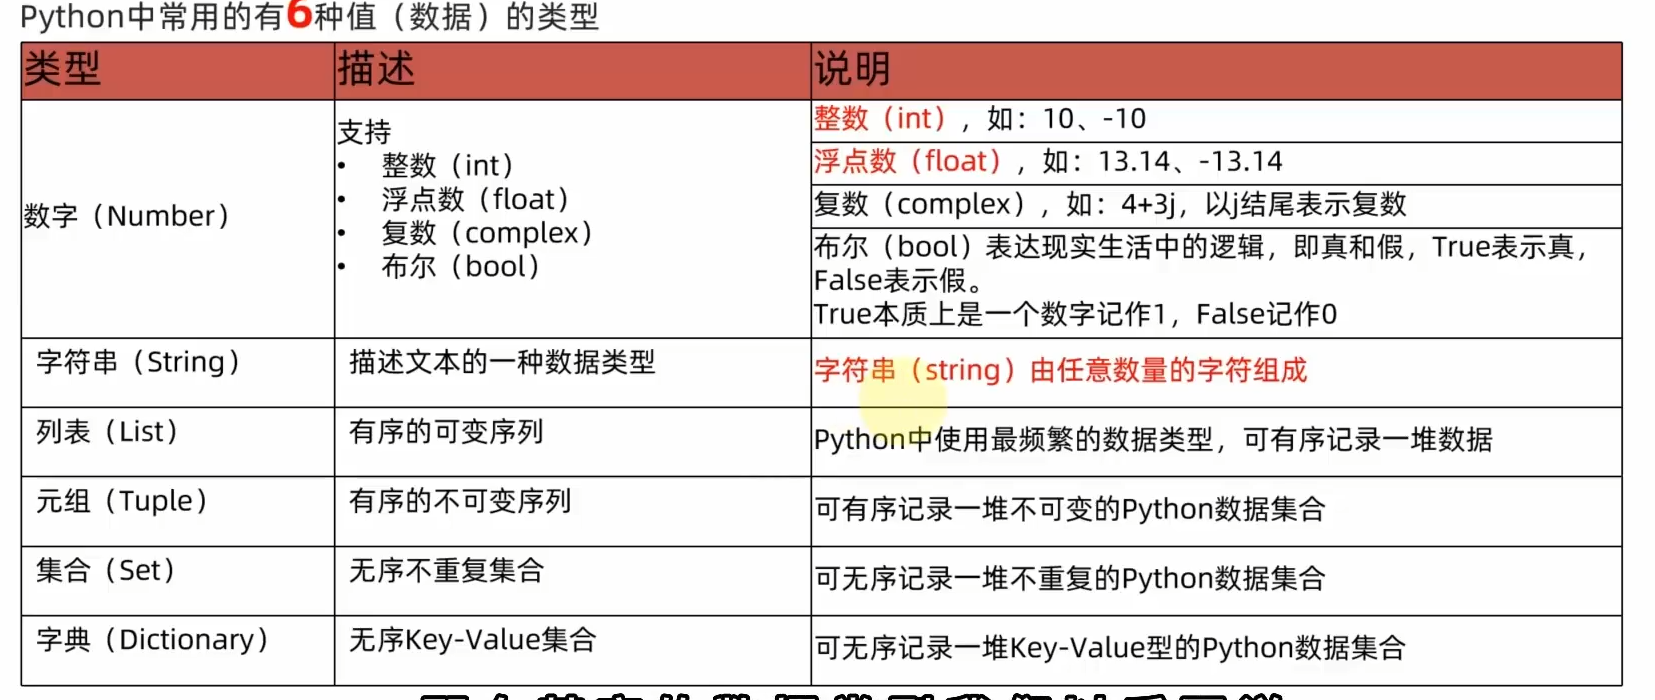 Python中常用的有6种值（数据）的类型
类型 描述 说明
数字（Number）
支持
• 整数（int）
• 浮点数（float）
• 复数（complex）
• 布尔（bool）
整数（int），如：10、-10
浮点数（float），如：13.14、-13.14
复数（complex），如：4+3j，以j结尾表示复数
布尔（bool）表达现实生活中的逻辑，即真和假，True表示真，
False表示假。
True本质上是一个数字记作1，False记作0
字符串（String） 描述文本的一种数据类型 字符串（string）由任意数量的字符组成
列表（List） 有序的可变序列 Python中使用最频繁的数据类型，可有序记录一堆数据
元组（Tuple） 有序的不可变序列 可有序记录一堆不可变的Python数据集合
集合（Set） 无序不重复集合 可无序记录一堆不重复的Python数据集合
字典（Dictionary） 无序Key-Value集合 可无序记录一堆Key-Value型的Python数据集合